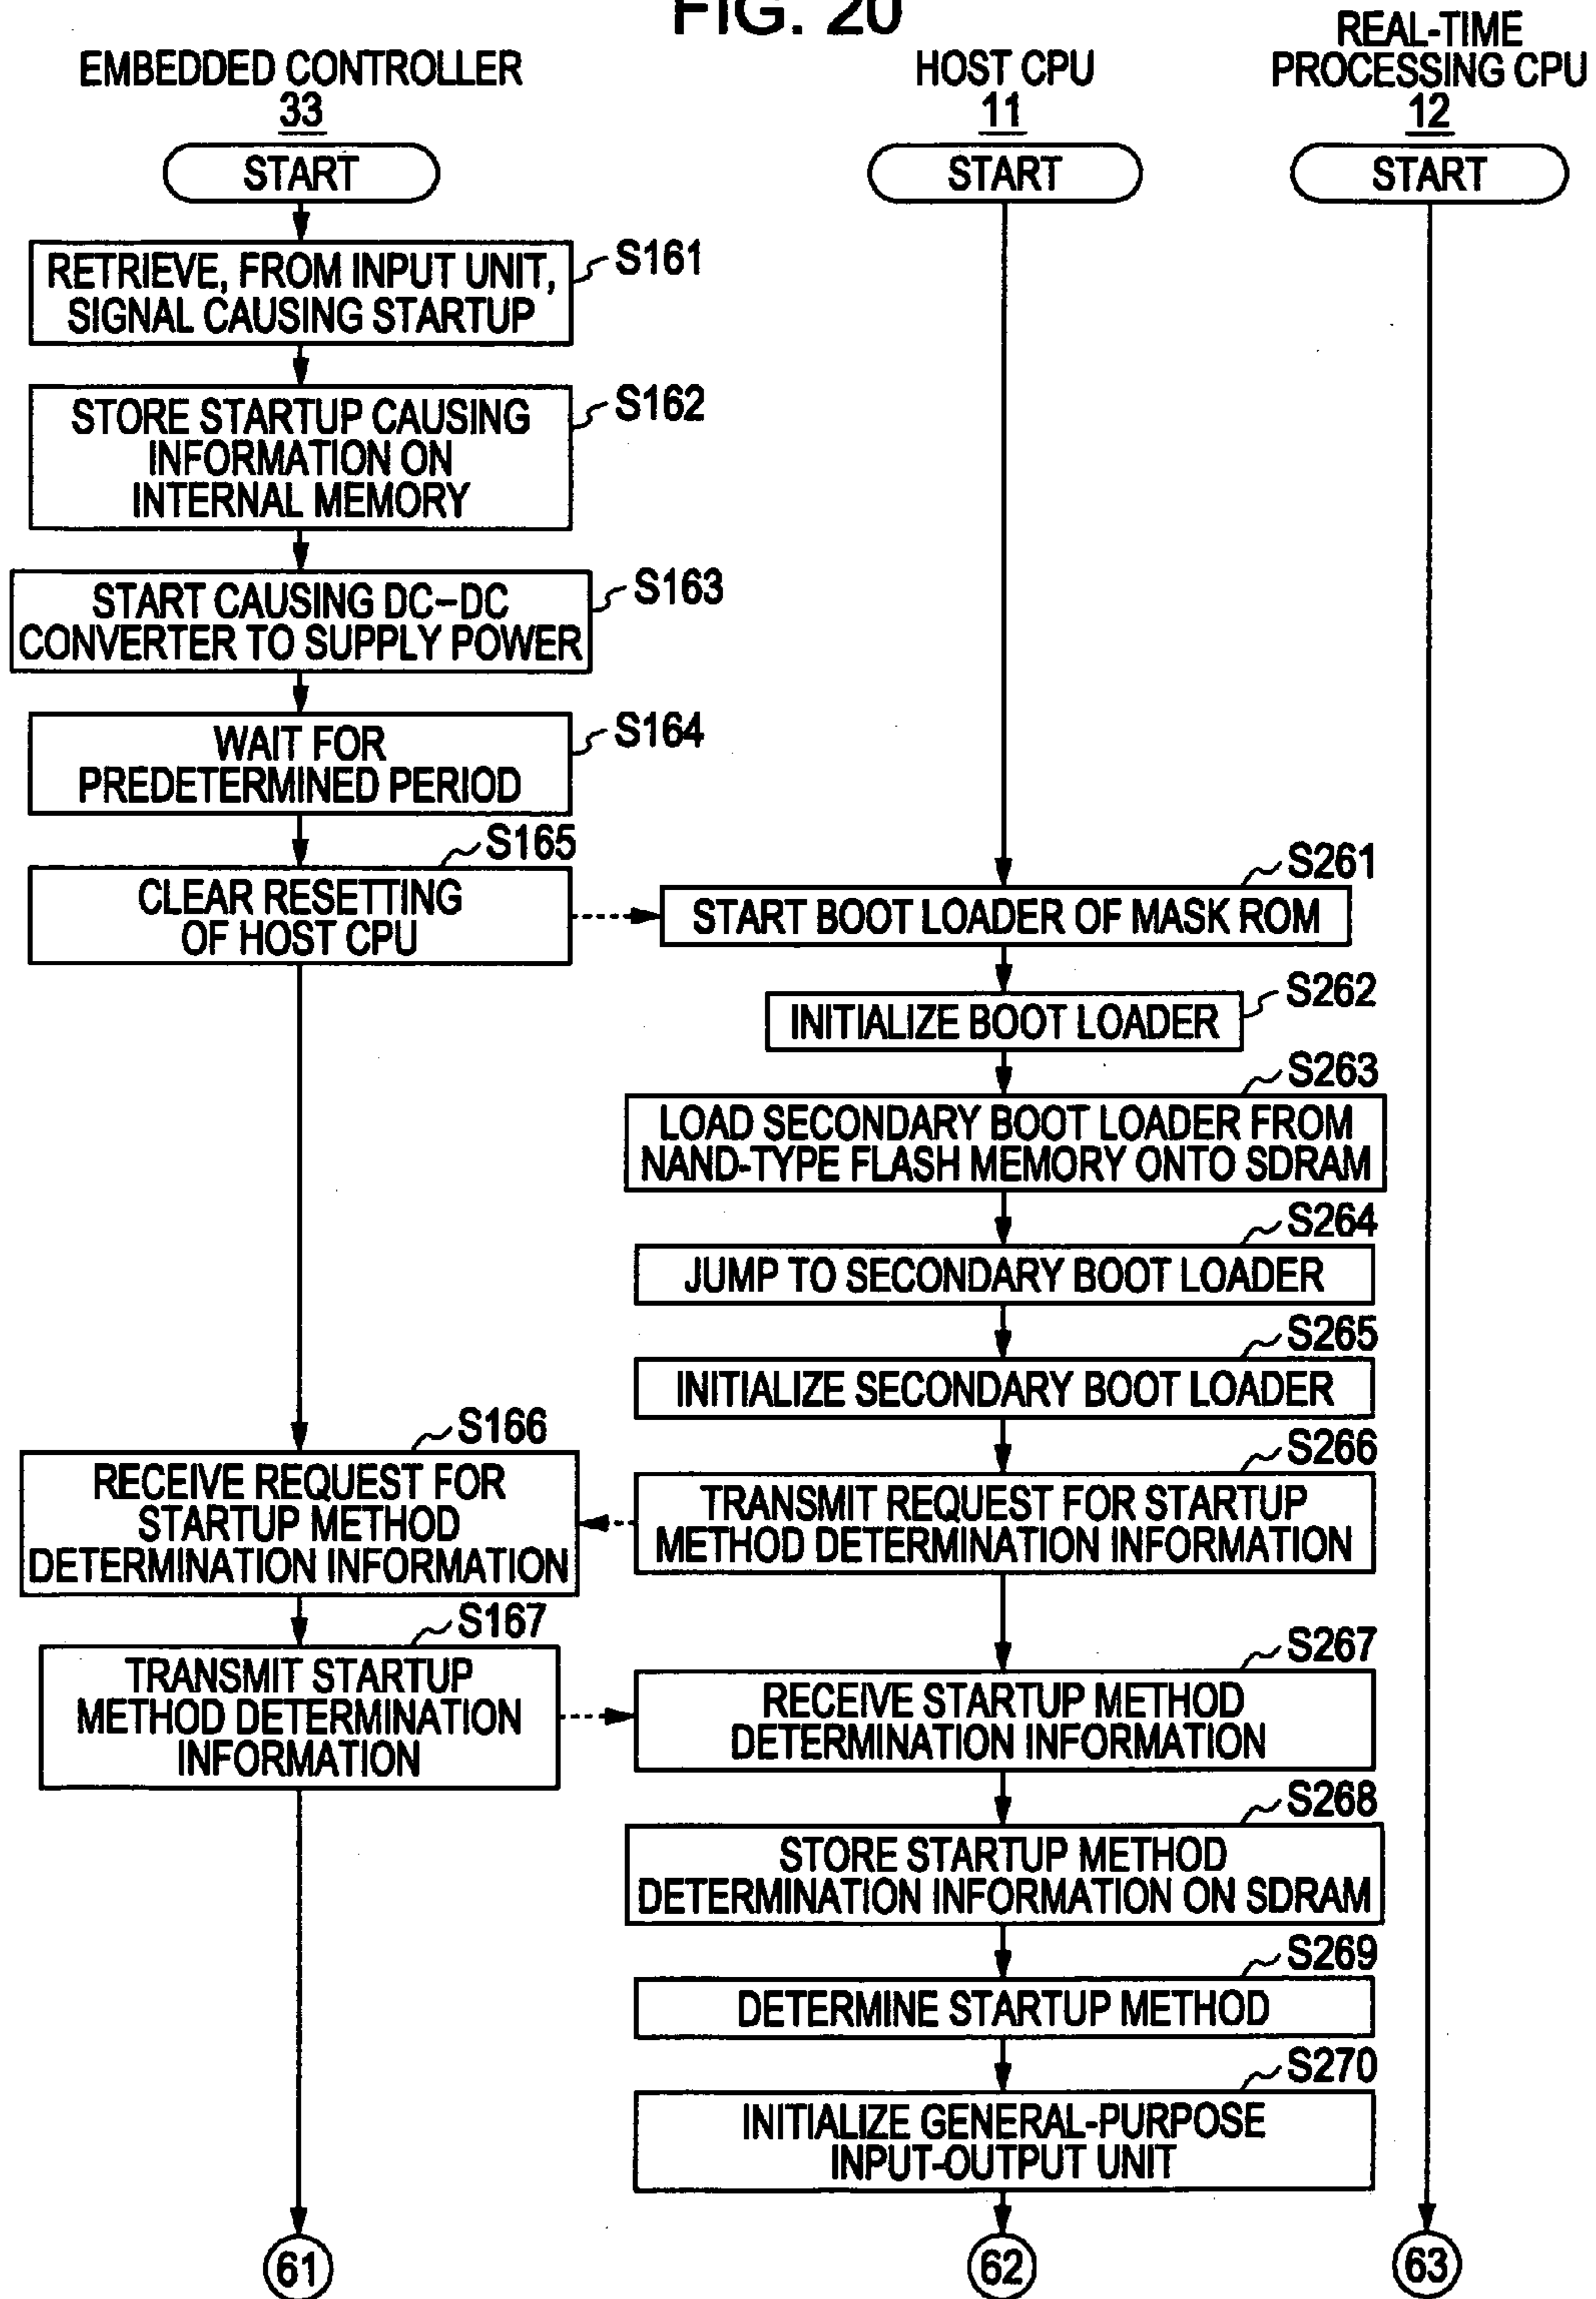 FIG. 20
EMBEDDED CONTROLLER
33
HOST CPU
11
REAL-TIME
PROCESSING CPU
12
START
START
START
RETRIEVE, FROM INPUT UNIT,
SIGNAL CAUSING STARTUP
S161
STORE STARTUP CAUSING
INFORMATION ON
INTERNAL MEMORY
S162
START CAUSING DC-DC
CONVERTER TO SUPPLY POWER
S163
WAIT FOR
PREDETERMINED PERIOD
S164
S165
CLEAR RESETTING
OF HOST CPU
S261
START BOOT LOADER OF MASK ROM
S262
INITIALIZE BOOT LOADER
S263
LOAD SECONDARY BOOT LOADER FROM
NAND-TYPE FLASH MEMORY ONTO SDRAM
S264
JUMP TO SECONDARY BOOT LOADER
S265
INITIALIZE SECONDARY BOOT LOADER
S166
RECEIVE REQUEST FOR
STARTUP METHOD
DETERMINATION INFORMATION
S266
TRANSMIT REQUEST FOR STARTUP
METHOD DETERMINATION INFORMATION
S167
TRANSMIT STARTUP
METHOD DETERMINATION
INFORMATION
S267
RECEIVE STARTUP METHOD
DETERMINATION INFORMATION
S268
STORE STARTUP METHOD
DETERMINATION INFORMATION ON SDRAM
S269
DETERMINE STARTUP METHOD
S270
INITIALIZE GENERAL-PURPOSE
INPUT-OUTPUT UNIT
61
62
63